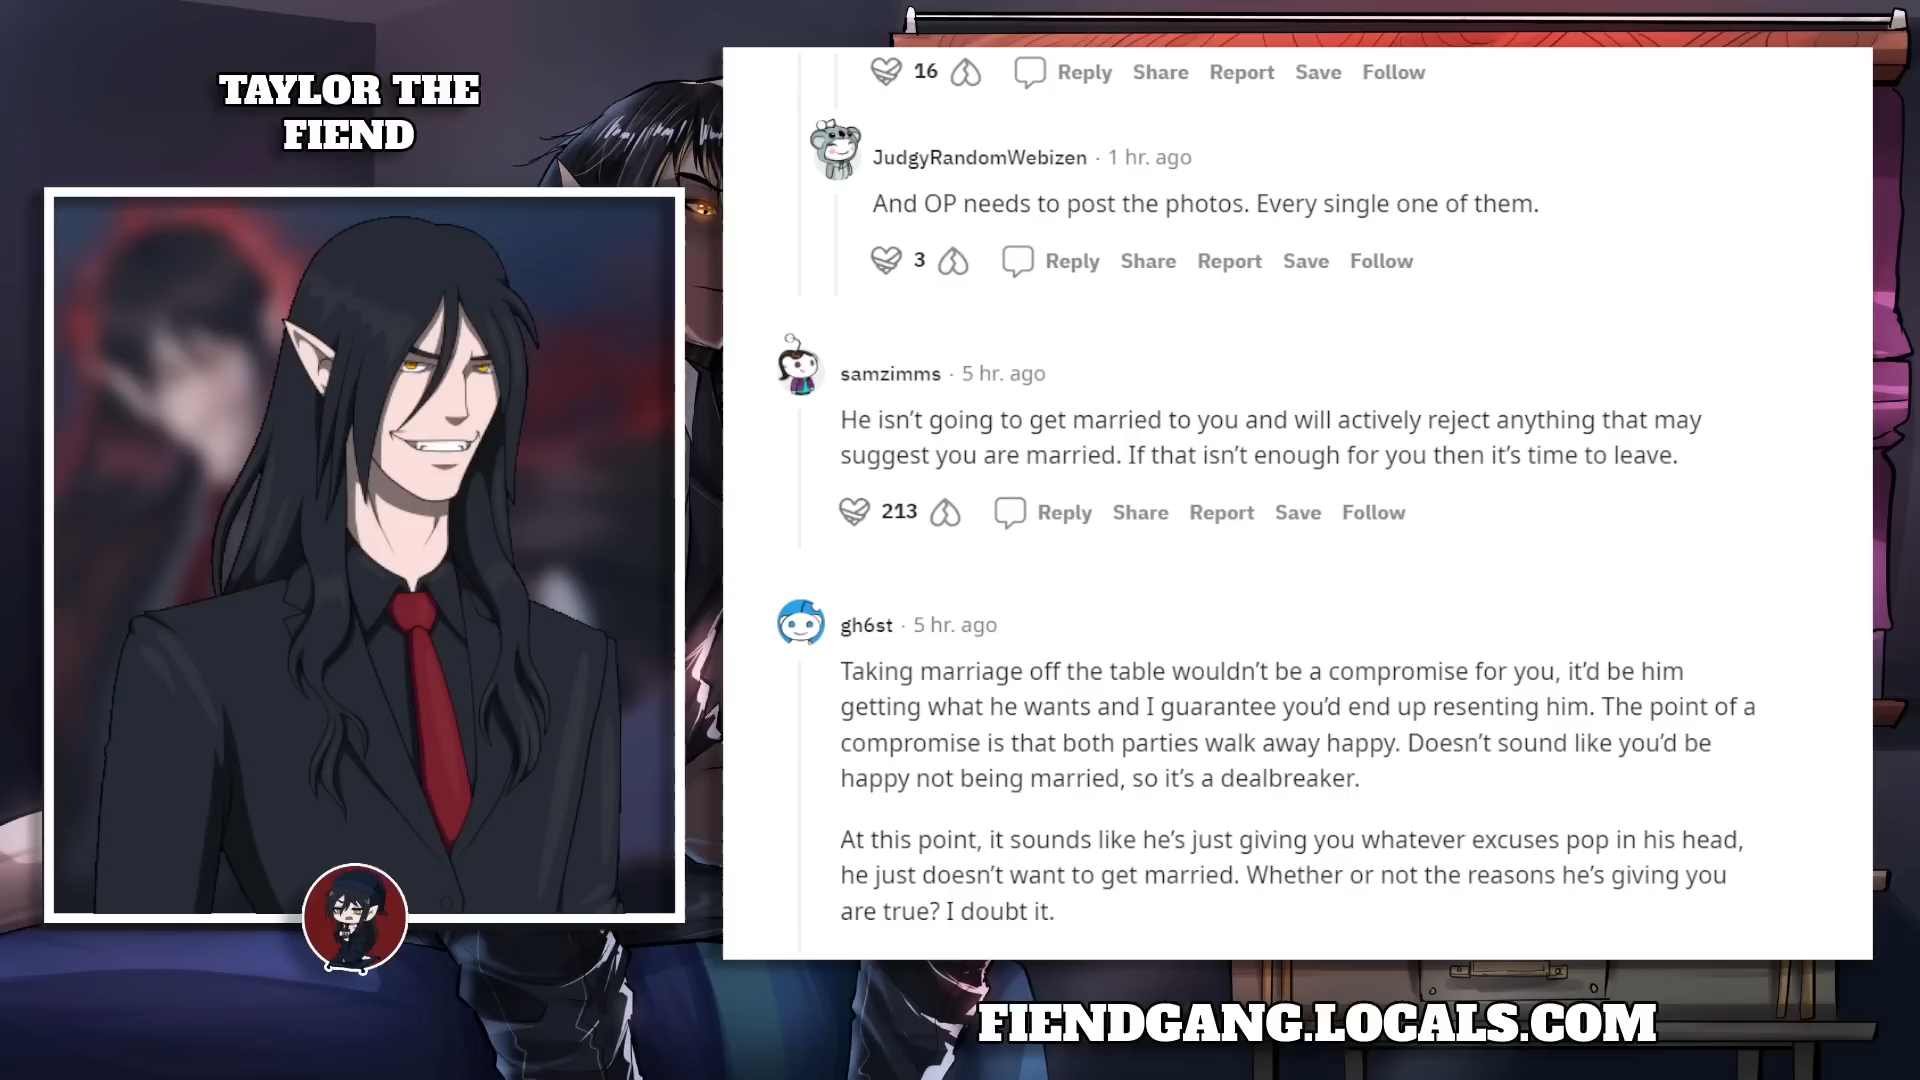 TAYLOR THE
FIEND
16 Reply Share Report Save Follow
JudgyRandomWebizen · 1 hr. ago
And OP needs to post the photos. Every single one of them.
3 Reply Share Report Save Follow
samzimms · 5 hr. ago
He isn’t going to get married to you and will actively reject anything that may
suggest you are married. If that isn’t enough for you then it’s time to leave.
213 Reply Share Report Save Follow
gh6st · 5 hr. ago
Taking marriage off the table wouldn’t be a compromise for you, it’d be him
getting what he wants and I guarantee you’d end up resenting him. The point of a
compromise is that both parties walk away happy. Doesn’t sound like you’d be
happy not being married, so it’s a dealbreaker.
At this point, it sounds like he’s just giving you whatever excuses pop in his head,
he just doesn’t want to get married. Whether or not the reasons he’s giving you
are true? I doubt it.
FIENDGANG.LOCALS.COM